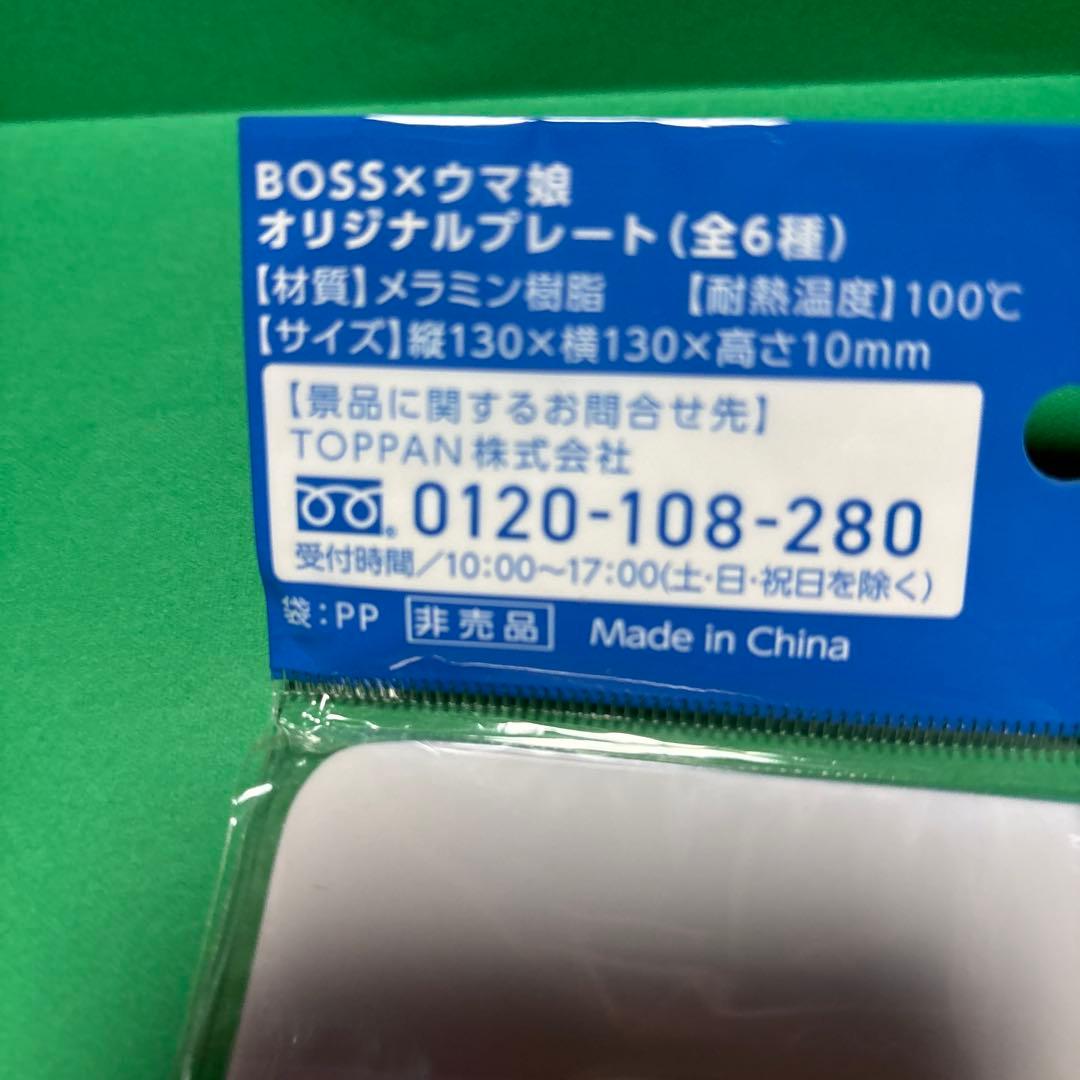 BOSS×ウマ娘
オリジナルプレート(全6種)
【材質】メラミン樹脂 【耐熱温度】100℃
【サイズ】縦130×横130×高さ10mm
【景品に関するお問合せ先】
TOPPAN株式会社
0120-108-280
受付時間/10:00〜17:00(土・日・祝日を除く)
袋:PP 非売品 Made in China